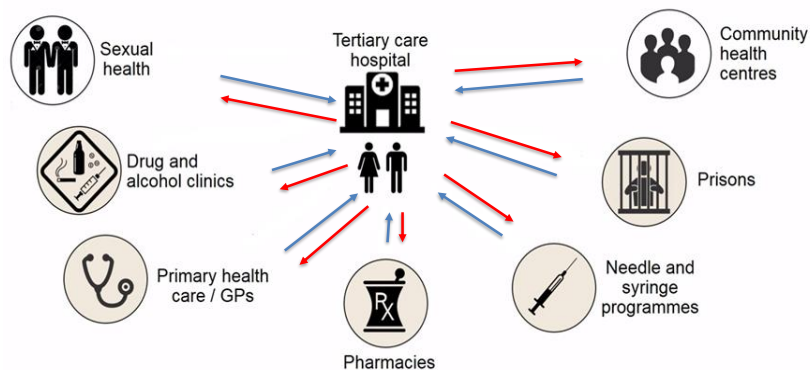 Sexual
health
Tertiary care
hospital
Community
health
centres
Drug and
alcohol clinics
Prisons
Primary health
care / GPs
Rx
Pharmacies
Needle and
syringe
programmes